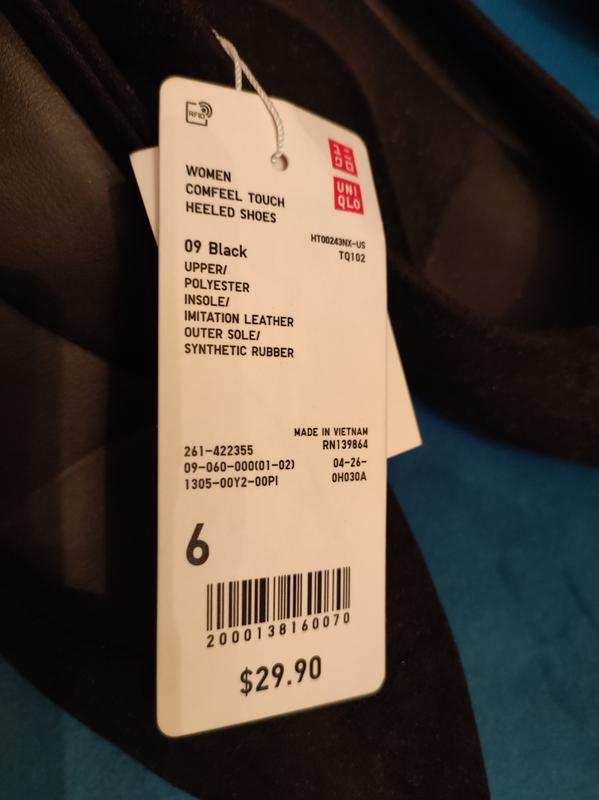 RFID
ユニ
クロ
UNI
QLO
WOMEN
COMFEEL TOUCH
HEELED SHOES
HT00243NX-US
TQ102
09 Black
UPPER/
POLYESTER
INSOLE/
IMITATION LEATHER
OUTER SOLE/
SYNTHETIC RUBBER
MADE IN VIETNAM
RN139864
261-422355
09-060-000(01-02)
04-26-
1305-00Y2-00PI
0H030A
6
2000138160070
$29.90